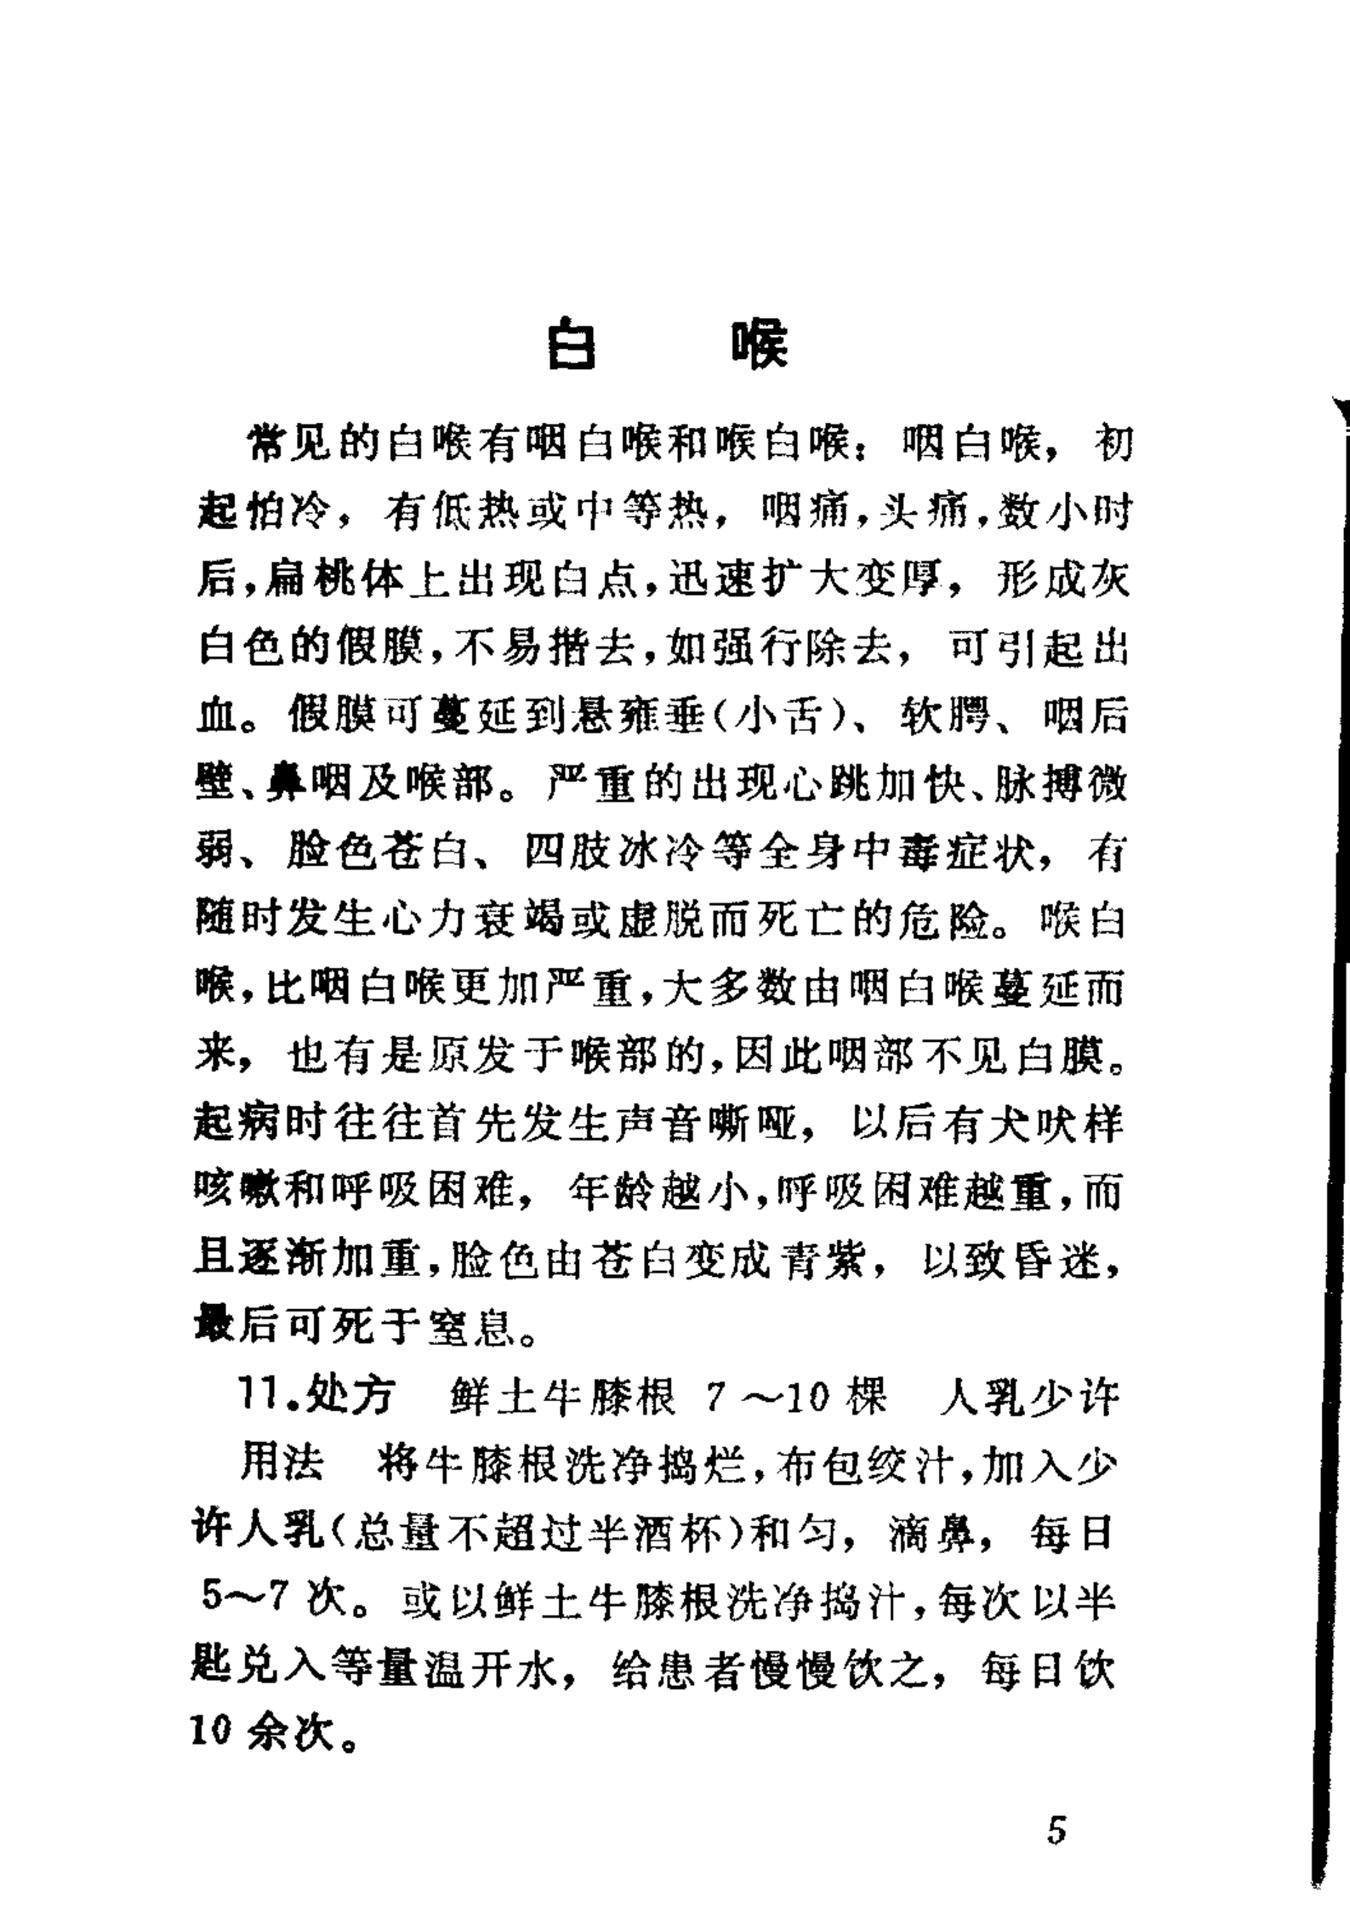 白 喉
常见的白喉有咽白喉和喉白喉：咽白喉，初
起怕冷，有低热或中等热，咽痛，头痛，数小时
后，扁桃体上出现白点，迅速扩大变厚，形成灰
白色的假膜，不易揩去，如强行除去，可引起出
血。假膜可蔓延到悬雍垂（小舌）、软腭、咽后
壁、鼻咽及喉部。严重的出现心跳加快、脉搏微
弱、脸色苍白、四肢冰冷等全身中毒症状，有
随时发生心力衰竭或虚脱而死亡的危险。喉白
喉，比咽白喉更加严重，大多数由咽白喉蔓延而
来，也有是原发于喉部的，因此咽部不见白膜。
起病时往往首先发生声音嘶哑，以后有犬吠样
咳嗽和呼吸困难，年龄越小，呼吸困难越重，而
且逐渐加重，脸色由苍白变成青紫，以致昏迷，
最后可死于窒息。
11.处方 鲜土牛膝根 7～10 棵 人乳少许
用法 将牛膝根洗净捣烂，布包绞汁，加入少
许人乳（总量不超过半酒杯）和匀，滴鼻，每日
5～7 次。或以鲜土牛膝根洗净捣汁，每次以半
匙兑入等量温开水，给患者慢慢饮之，每日饮
10 余次。
5